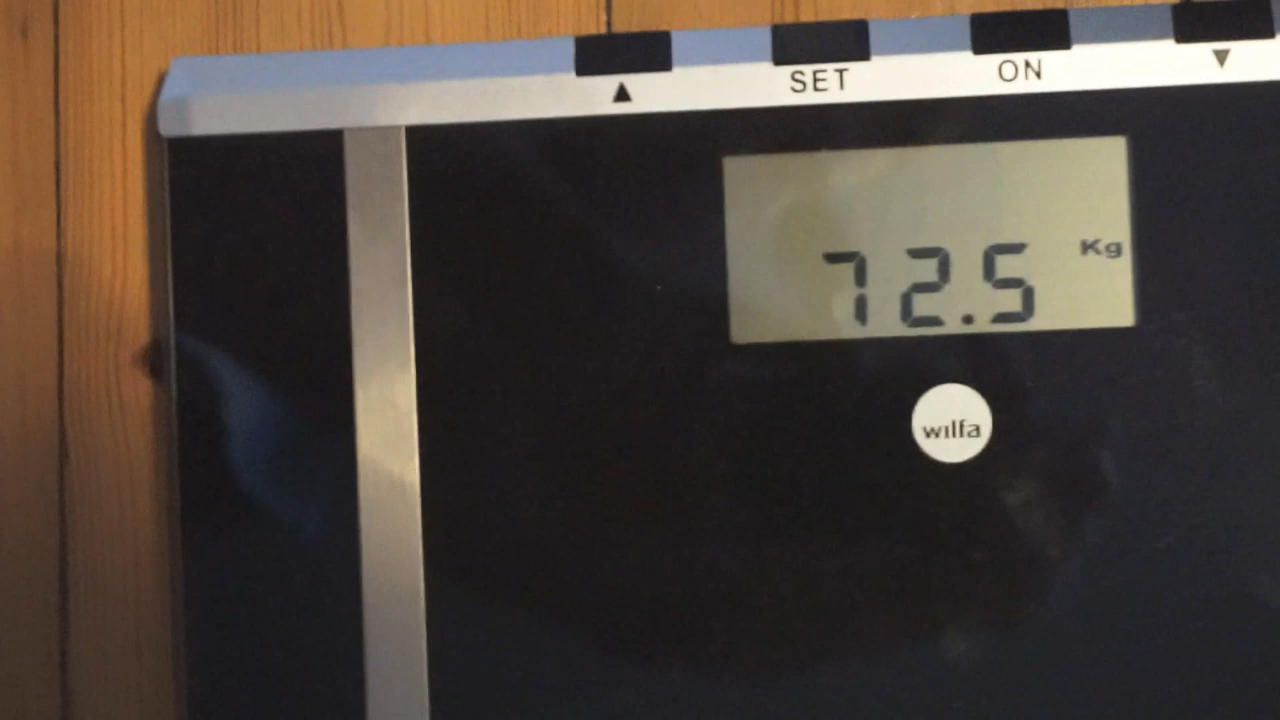 ▲ SET ON ▼
72.5 Kg
wilfa